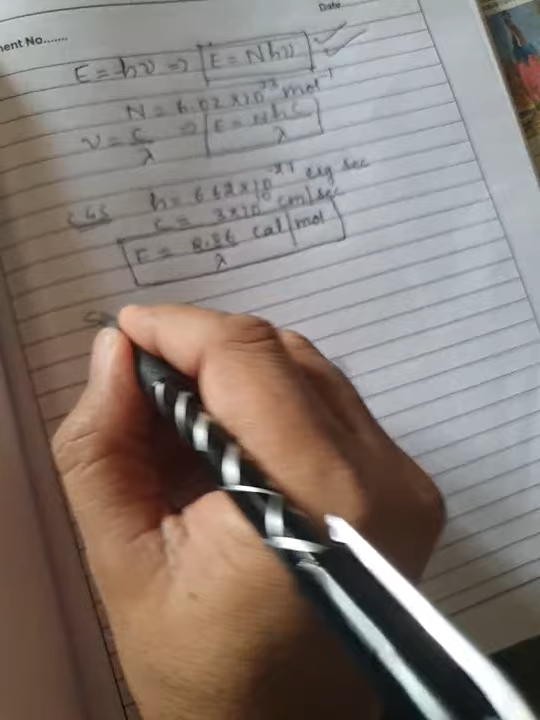 Date
ment No.......
E = hν ⇒ E = Nhν
N = 6.02 × 10²³ mol⁻¹
ν = c/λ ⇒ E = Nhc/λ
CGS h = 6.62 × 10⁻²⁷ erg sec
c = 3 × 10¹⁰ cm/sec
E = 2.86/λ cal/mol